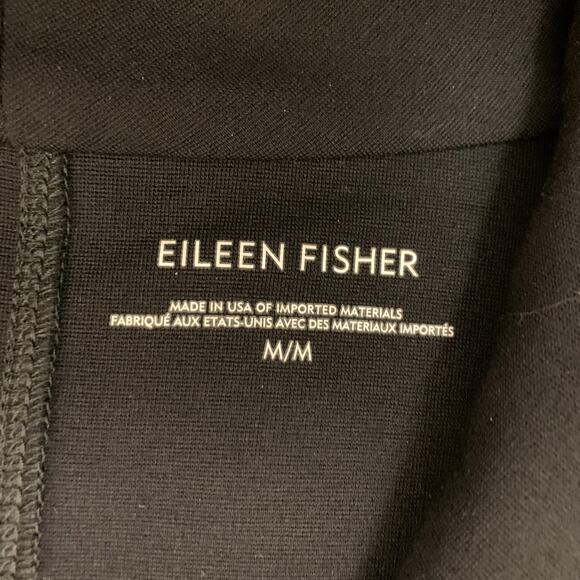 EILEEN FISHER
MADE IN USA OF IMPORTED MATERIALS
FABRIQUÉ AUX ETATS-UNIS AVEC DES MATERIAUX IMPORTÉS
M/M